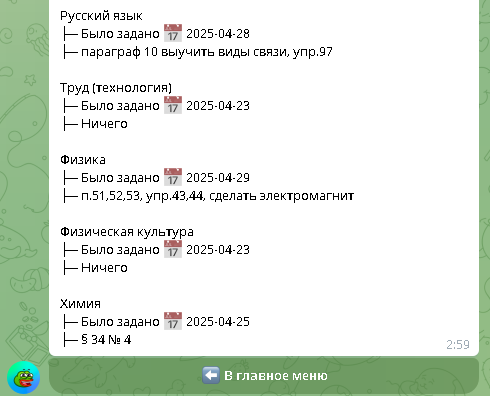 Русский язык
├─ Было задано 📅 2025-04-28
├─ параграф 10 выучить виды связи, упр.97
Труд (технология)
├─ Было задано 📅 2025-04-23
├─ Ничего
Физика
├─ Было задано 📅 2025-04-29
├─ п.51,52,53, упр.43,44, сделать электромагнит
Физическая культура
├─ Было задано 📅 2025-04-23
├─ Ничего
Химия
├─ Было задано 📅 2025-04-25
├─ § 34 № 4
2:59
⬅️ В главное меню